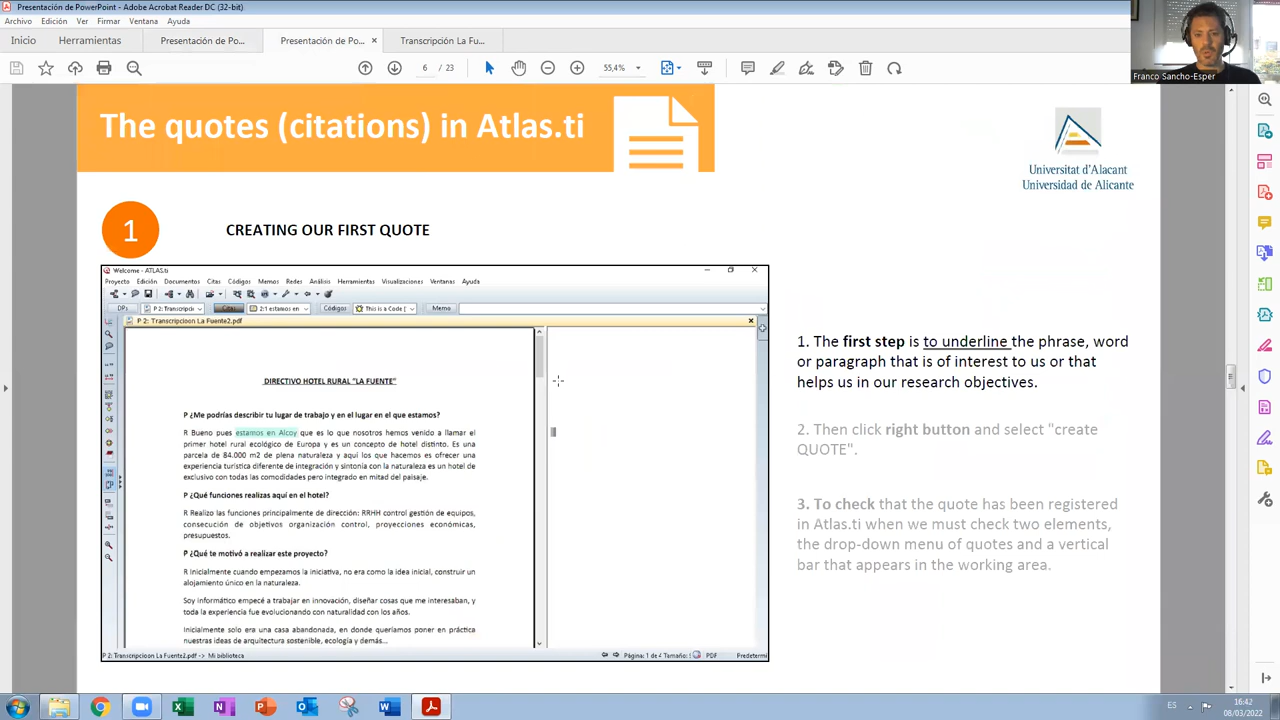 Presentación de PowerPoint - Adobe Acrobat Reader DC (32-bit)
Archivo Edición Ver Firmar Ventana Ayuda
Inicio Herramientas Presentación de Po... Presentación de Po... Transcripción La Fu...
6 / 23 55,4%
Franco Sancho-Esper
The quotes (citations) in Atlas.ti
Universitat d'Alacant
Universidad de Alicante
1
CREATING OUR FIRST QUOTE
Welcome - ATLAS.ti
Proyecto Edición Documentos Citas Códigos Memos Redes Análisis Herramientas Visualizaciones Ventanas Ayuda
DPs P 2: Transcripci 2:1 estamos en Códigos This is a Code [ Memo
P 2: Transcripcioon La Fuente2.pdf
DIRECTIVO HOTEL RURAL "LA FUENTE"
P ¿Me podrías describir tu lugar de trabajo y en el lugar en el que estamos?
R Bueno pues estamos en Alcoy que es lo que nosotros hemos venido a llamar el
primer hotel rural ecológico de Europa y es un concepto de hotel distinto. Es una
parcela de 84.000 m2 de plena naturaleza y aquí los que hacemos es ofrecer una
experiencia turística diferente de integración y sintonía con la naturaleza es un hotel de
exclusivo con todas las comodidades pero integrado en mitad del paisaje.
P ¿Qué funciones realizas aquí en el hotel?
R Realizo las funciones principalmente de dirección: RRHH control gestión de equipos,
consecución de objetivos organización control, proyecciones económicas,
presupuestos.
P ¿Qué te motivó a realizar este proyecto?
R Inicialmente cuando empezamos la iniciativa, no era como la idea inicial, construir un
alojamiento único en la naturaleza.
Soy informático empecé a trabajar en innovación, diseñar cosas que me interesaban, y
toda la experiencia fue evolucionando con naturalidad con los años.
Inicialmente solo era una casa abandonada, en donde queríamos poner en práctica
nuestras ideas de arquitectura sostenible, ecología y demás...
P 2: Transcripcioon La Fuente2.pdf -> Mi biblioteca Página: 1 de 4 Tamaño: PDF Predetermi
1. The first step is to underline the phrase, word
or paragraph that is of interest to us or that
helps us in our research objectives.
2. Then click right button and select "create
QUOTE".
3. To check that the quote has been registered
in Atlas.ti when we must check two elements,
the drop-down menu of quotes and a vertical
bar that appears in the working area.
ES 16:42
08/03/2022